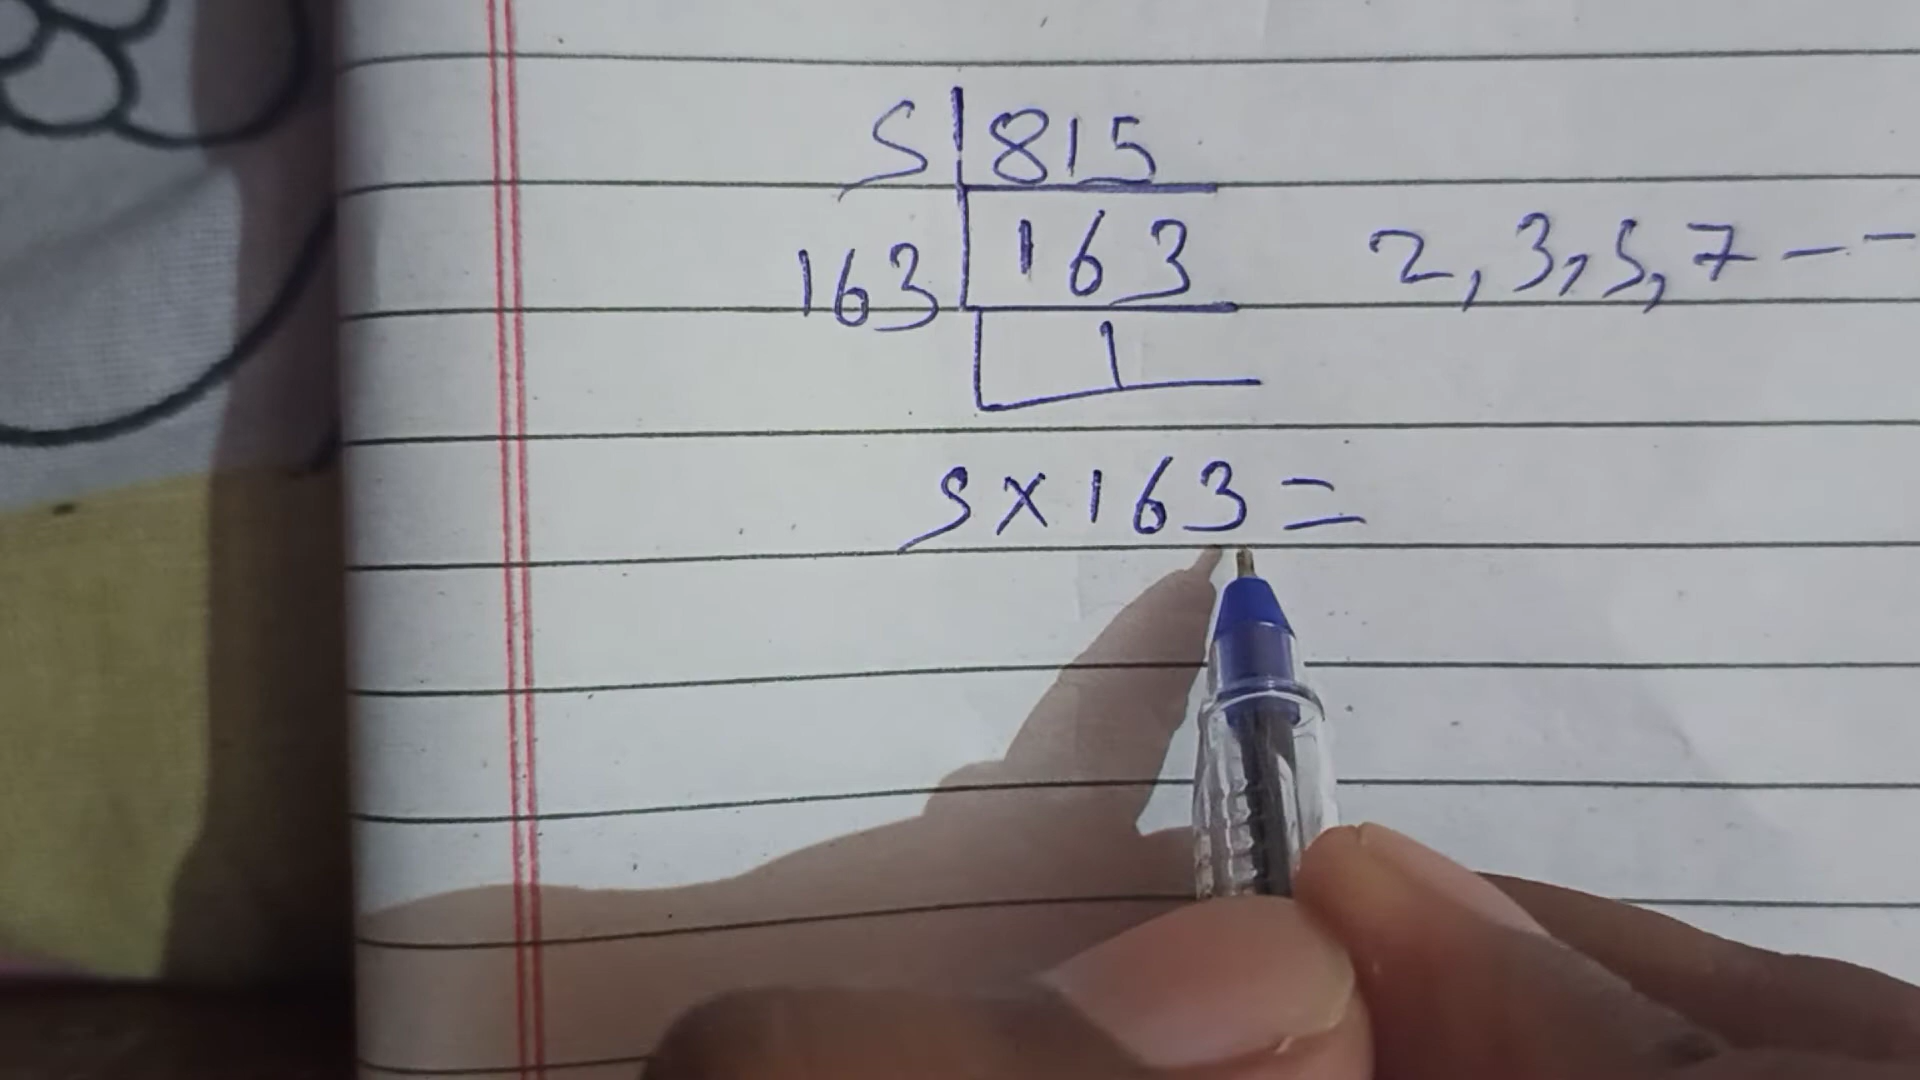 5 815
163 163 2, 3, 5, 7 - -
1
5 × 163 =